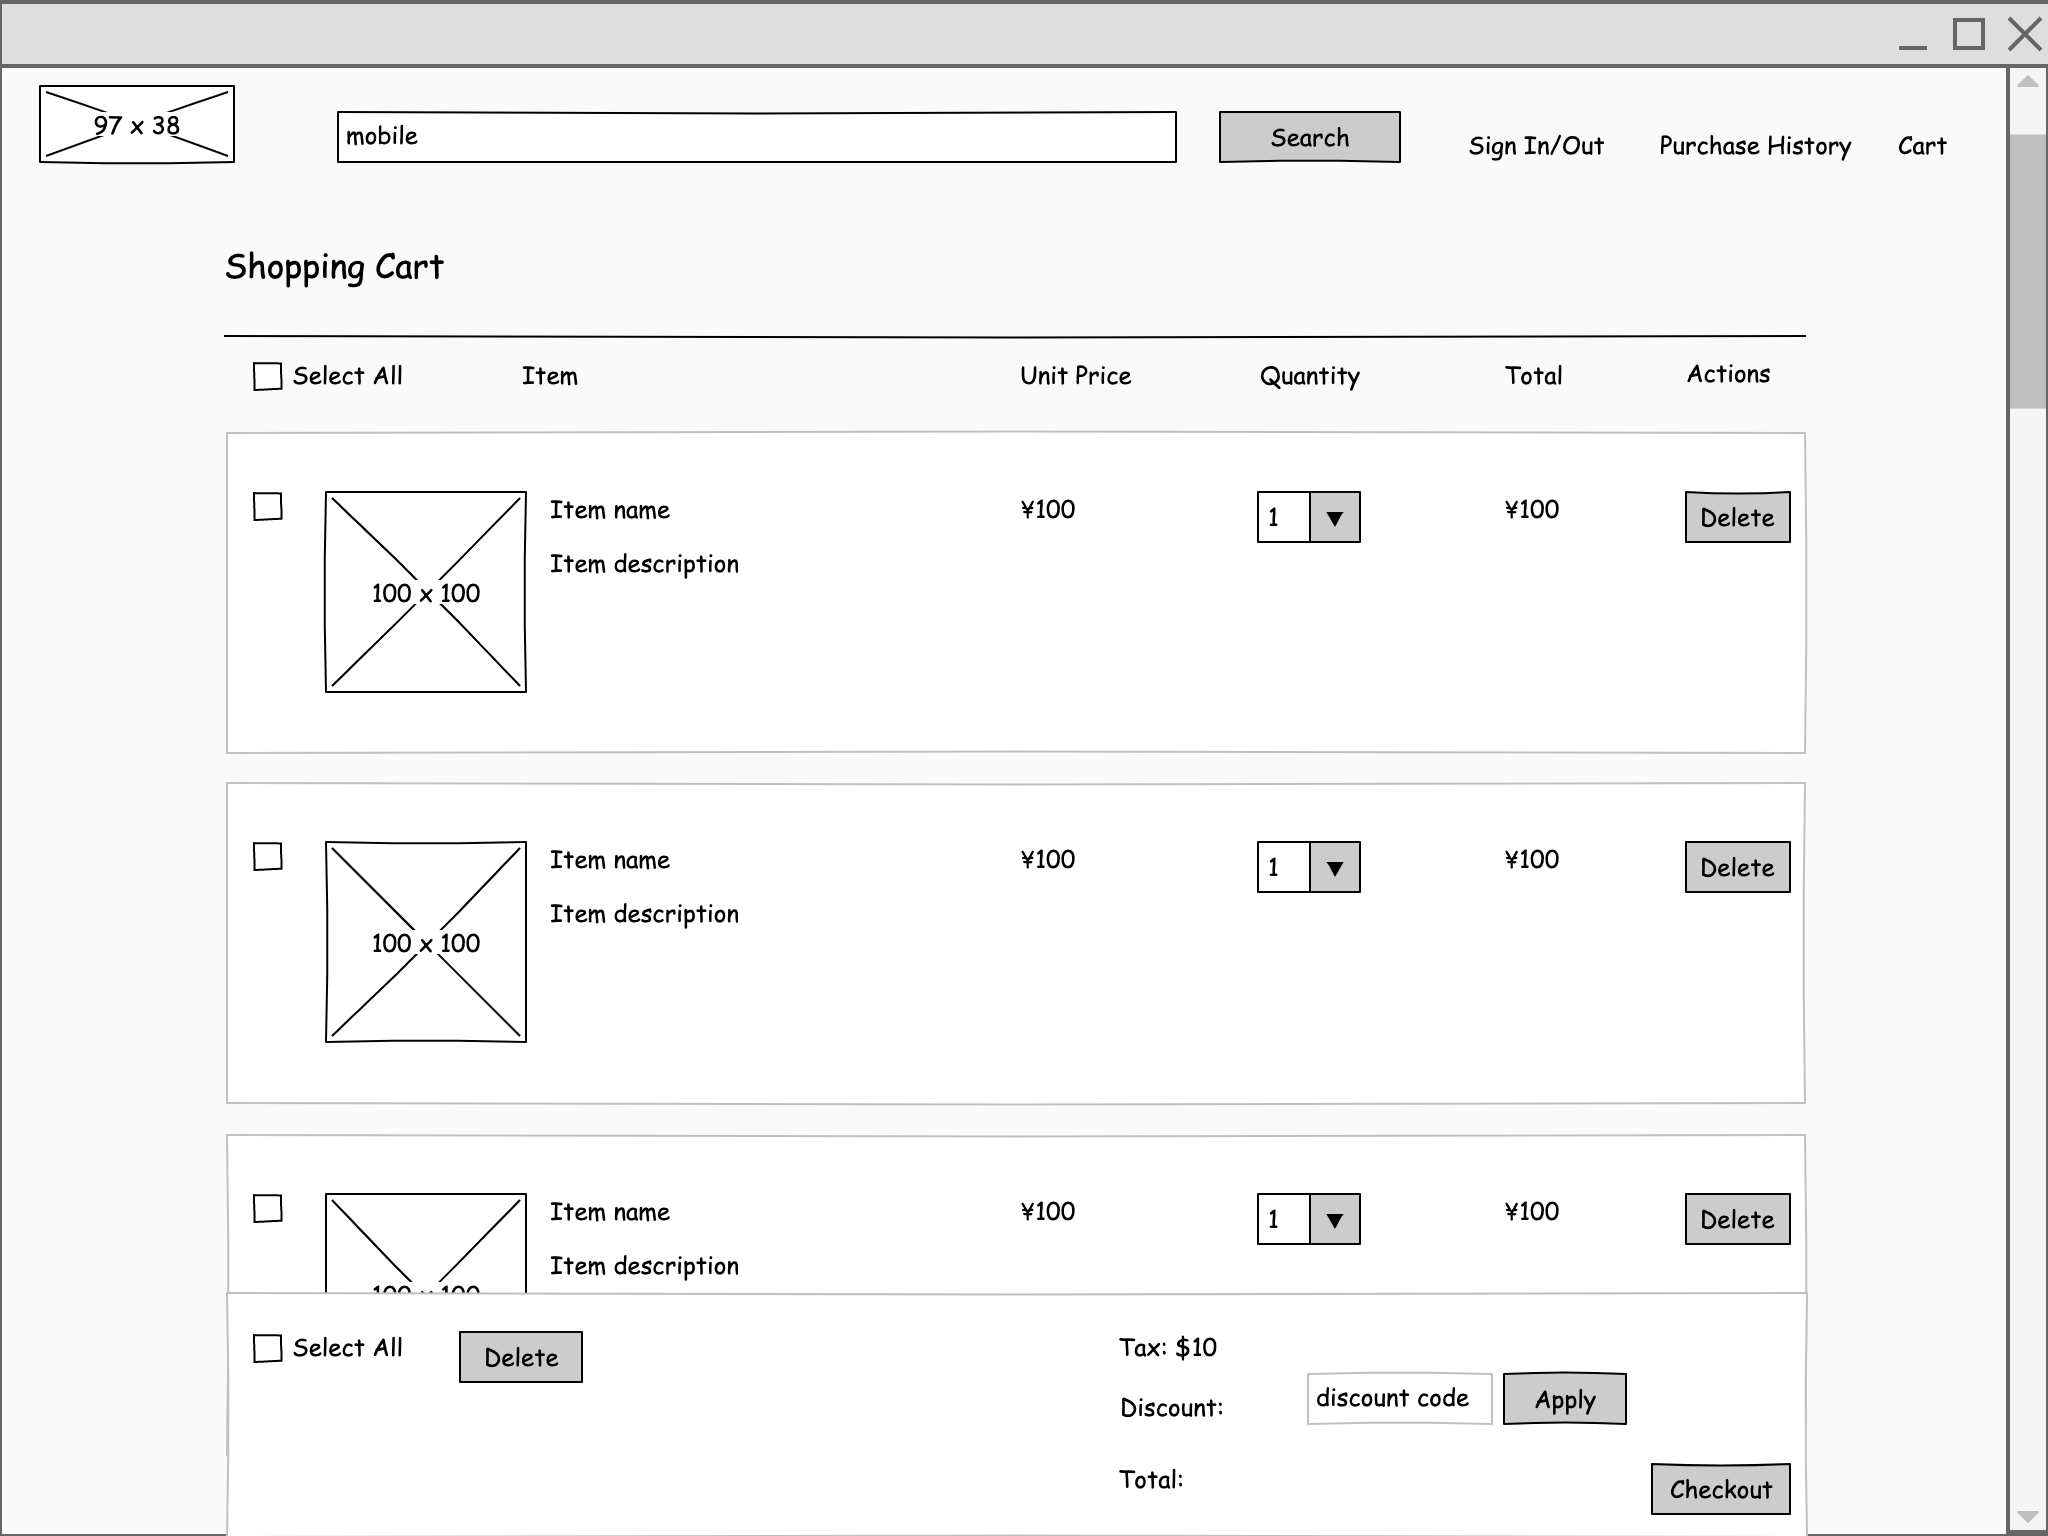 97 x 38
mobile
Search
Sign In/Out
Purchase History
Cart
Shopping Cart
Select All
Item
Unit Price
Quantity
Total
Actions
Item name
¥100
1
¥100
Delete
Item description
100 x 100
Item name
¥100
1
¥100
Delete
Item description
100 x 100
Item name
¥100
1
¥100
Delete
Item description
100 x 100
Select All
Delete
Tax: $10
Discount:
discount code
Apply
Total:
Checkout